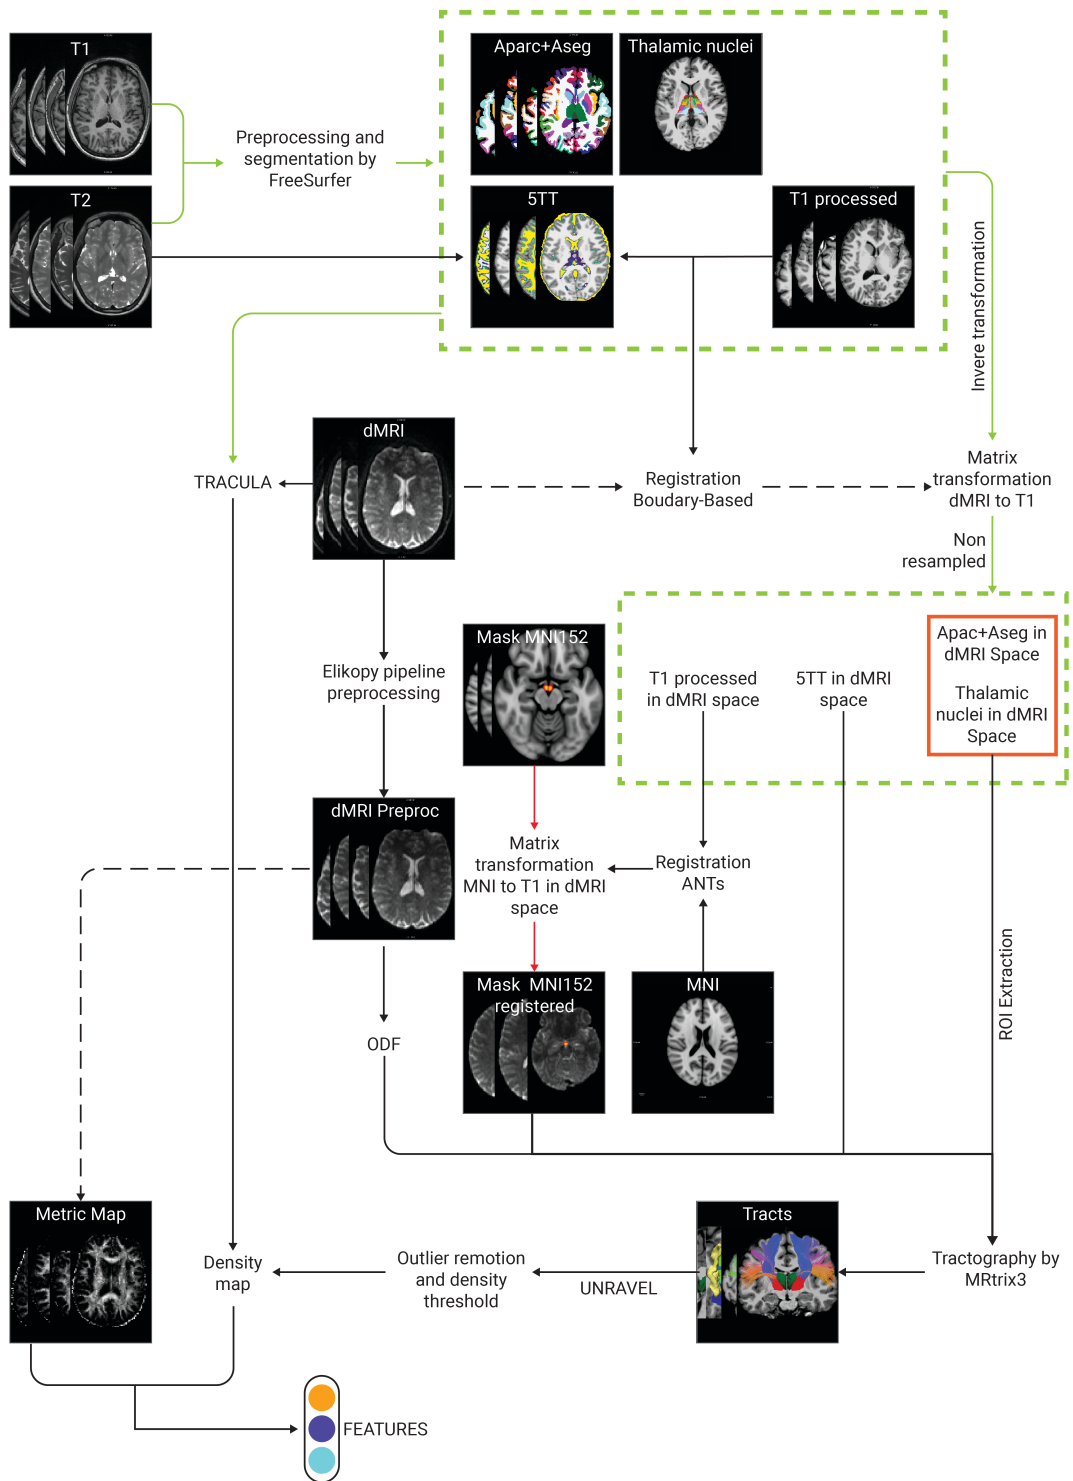 T1
Aparc+Aseg
Thalamic nuclei
Preprocessing and
segmentation by
FreeSurfer
T2
5TT
T1 processed
Invere transformation
dMRI
TRACULA
Registration
Boudary-Based
Matrix
transformation
dMRI to T1
Non
resampled
Mask MNI152
Elikopy pipeline
preprocessing
T1 processed
in dMRI space
5TT in dMRI
space
Apac+Aseg in
dMRI Space
Thalamic
nuclei in dMRI
Space
dMRI Preproc
Matrix
transformation
MNI to T1 in dMRI
space
Registration
ANTs
ROI Extraction
Mask MNI152
registered
MNI
ODF
Metric Map
Density
map
Outlier remotion
and density
threshold
UNRAVEL
Tracts
Tractography by
MRtrix3
FEATURES